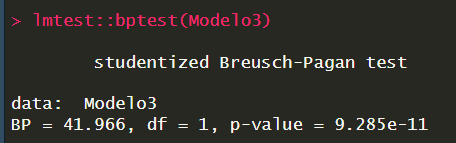 > lmtest::bptest(Modelo3)
studentized Breusch-Pagan test
data:  Modelo3
BP = 41.966, df = 1, p-value = 9.285e-11